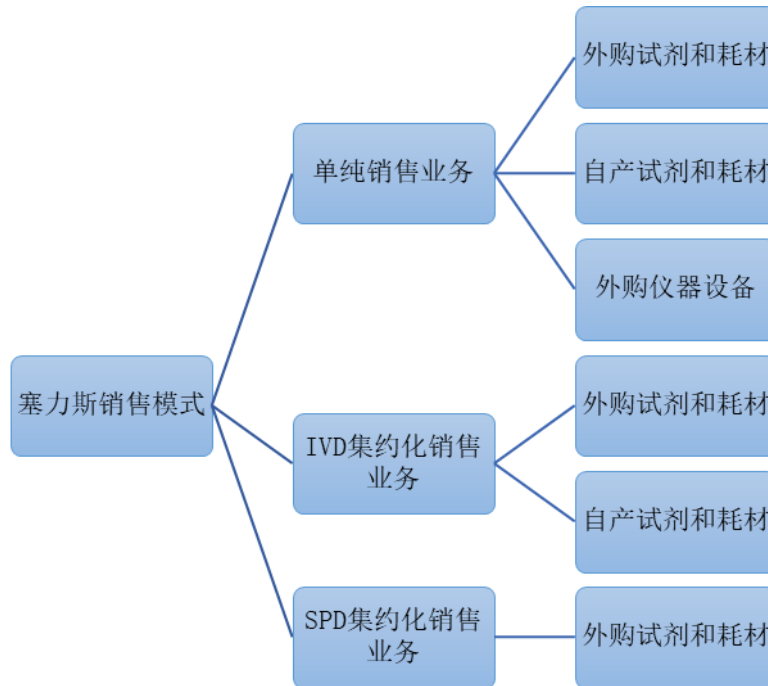 塞力斯销售模式
单纯销售业务
外购试剂和耗材
自产试剂和耗材
外购仪器设备
IVD集约化销售
业务
外购试剂和耗材
自产试剂和耗材
SPD集约化销售
业务
外购试剂和耗材